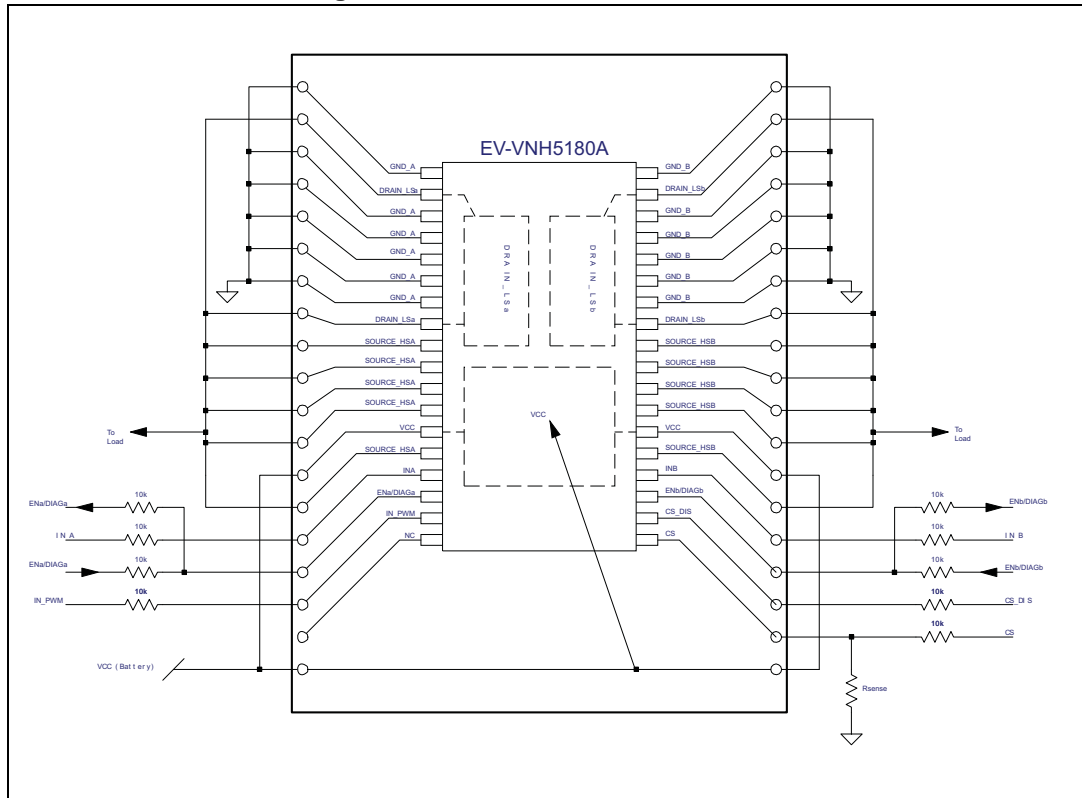 EV-VNH5180A
GND_A
DRAIN_LSa
GND_A
GND_A
GND_A
GND_A
GND_A
DRAIN_LSa
SOURCE_HSA
SOURCE_HSA
SOURCE_HSA
SOURCE_HSA
VCC
SOURCE_HSA
INA
ENa/DIAGa
IN_PWM
NC
DRAIN_LSa
DRAIN_LSb
VCC
GND_B
DRAIN_LSb
GND_B
GND_B
GND_B
GND_B
GND_B
DRAIN_LSb
SOURCE_HSB
SOURCE_HSB
SOURCE_HSB
SOURCE_HSB
VCC
SOURCE_HSB
INB
ENb/DIAGb
CS_DIS
CS
To
Load
10k
ENa/DIAGa
10k
IN_A
10k
ENa/DIAGa
10k
IN_PWM
VCC (Battery)
To
Load
10k
ENb/DIAGb
10k
IN B
10k
ENb/DIAGb
10k
CS_DIS
10k
CS
Rsense